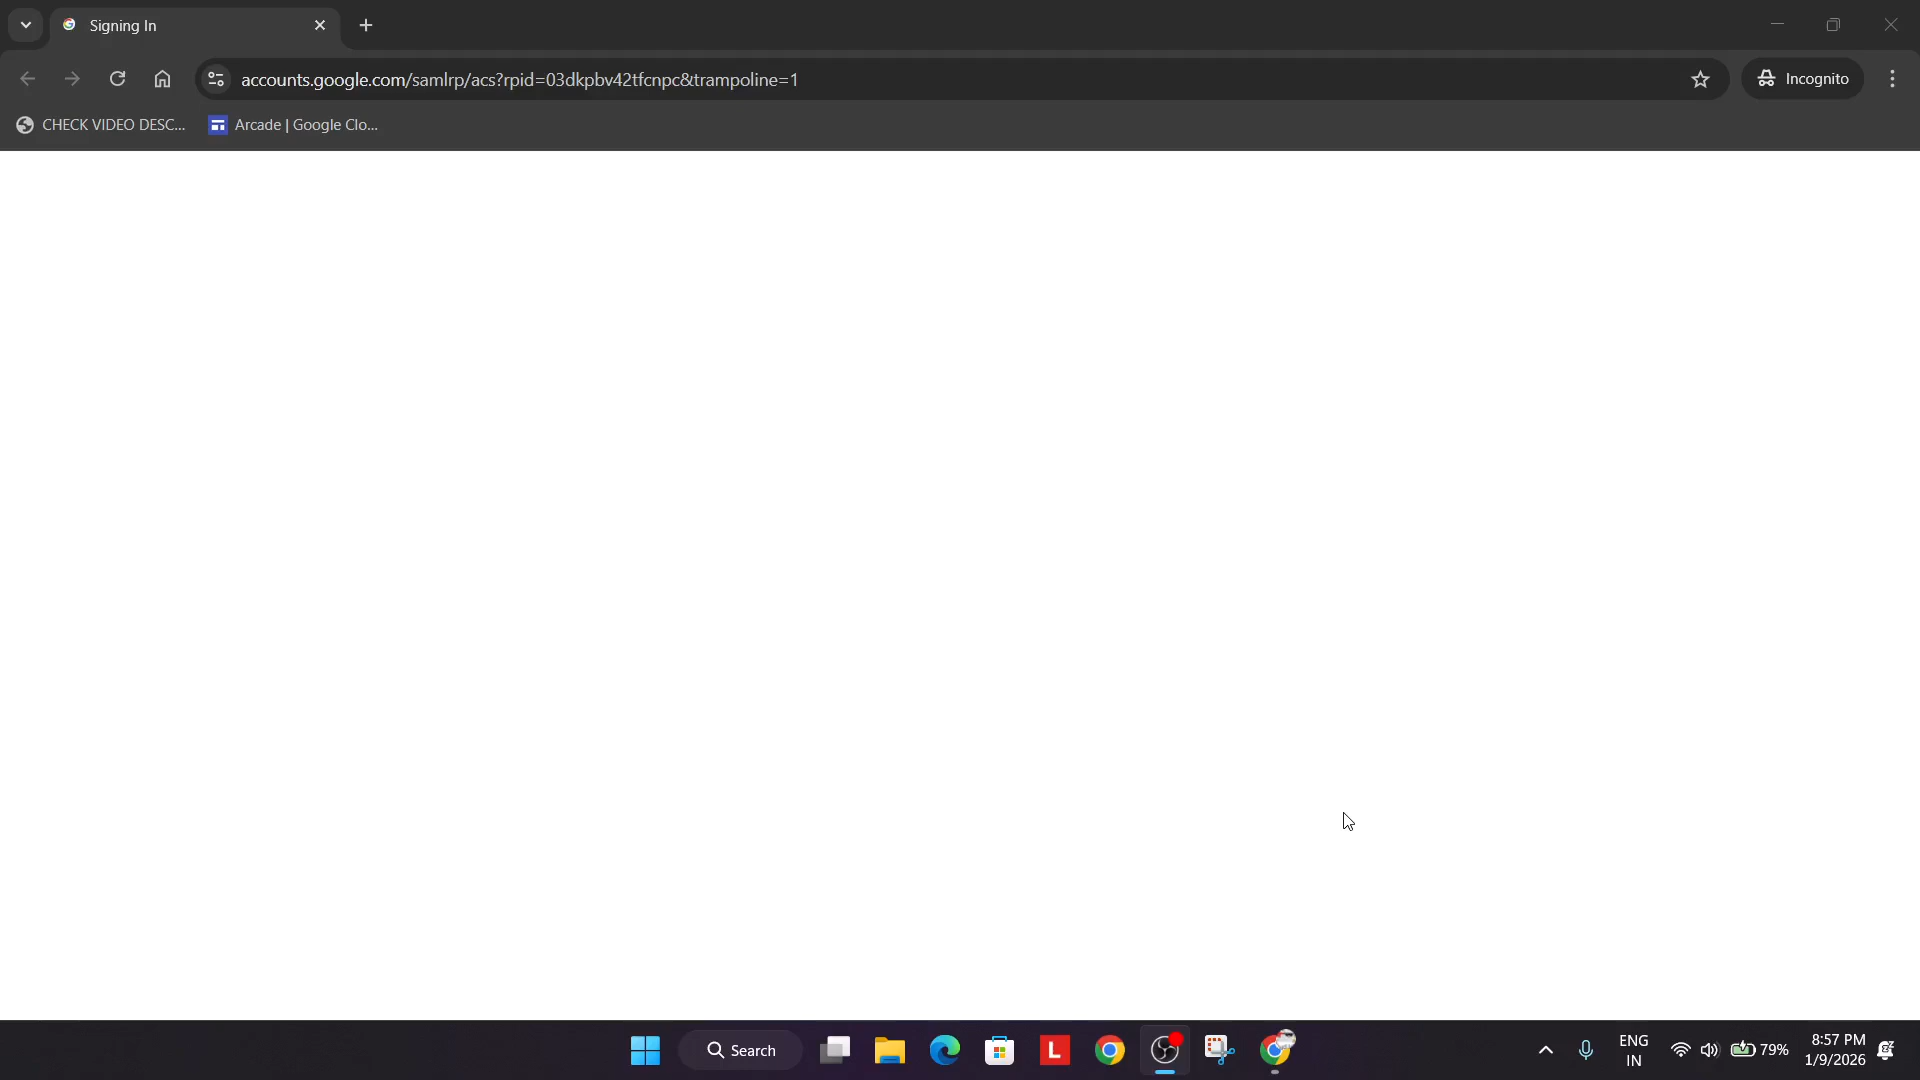 Signing In
accounts.google.com/samlrp/acs?rpid=03dkpbv42tfcnpc&trampoline=1
Incognito
CHECK VIDEO DESC...
Arcade | Google Clo...
Search
L
ENG
IN
79%
8:57 PM
1/9/2026